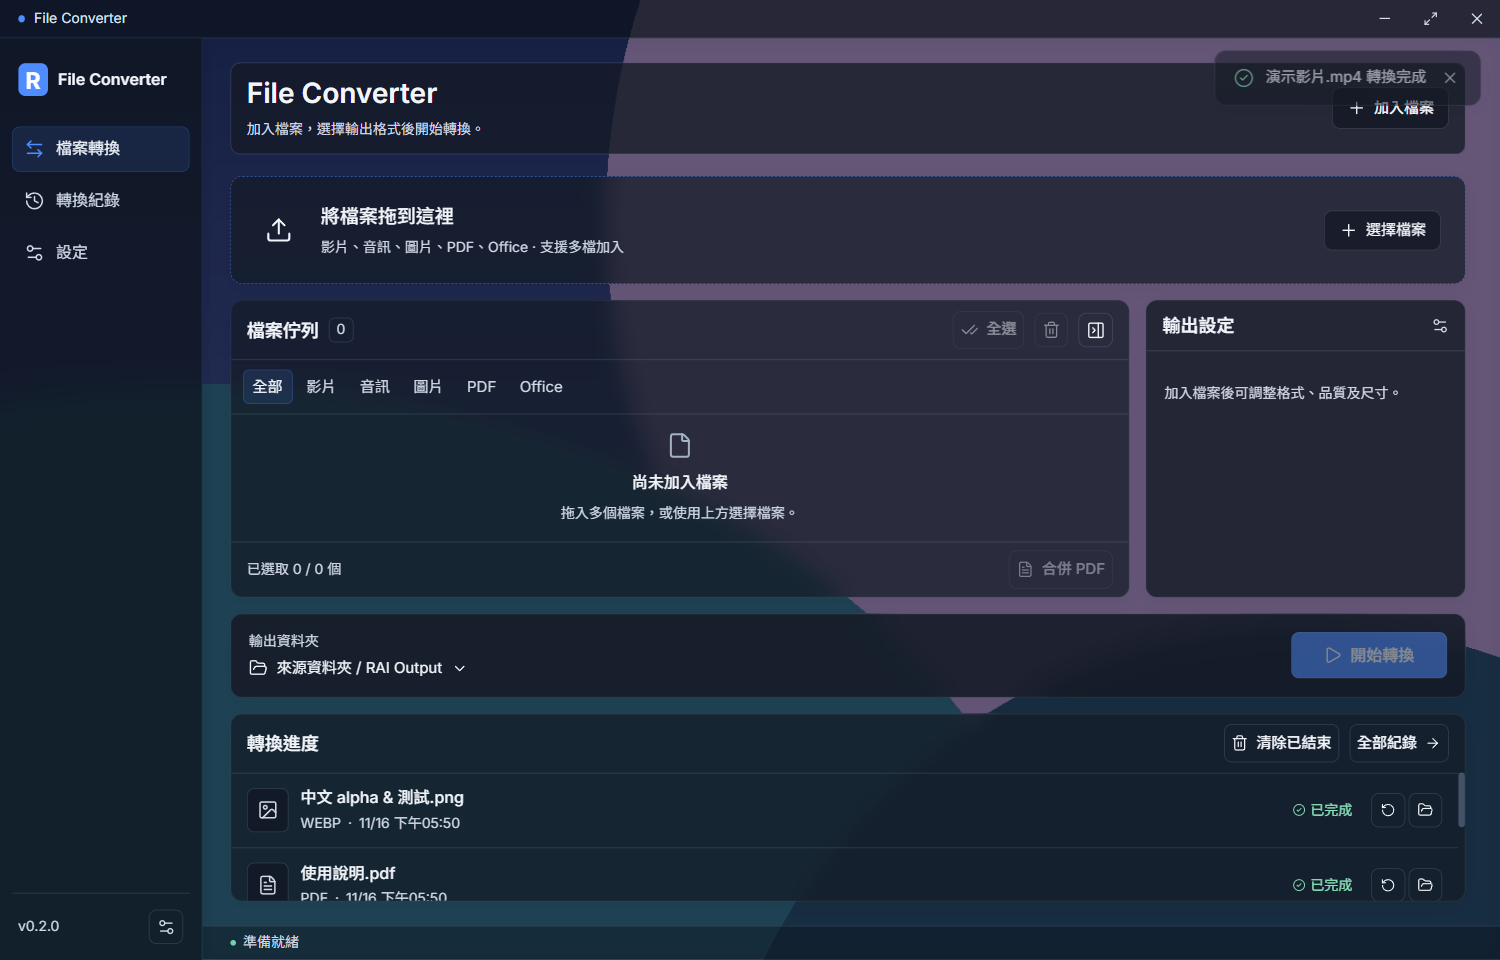 File Converter
R File Converter
檔案轉換
轉換紀錄
設定
v0.2.0
File Converter
加入檔案，選擇輸出格式後開始轉換。
演示影片.mp4 轉換完成
加入檔案
將檔案拖到這裡
影片、音訊、圖片、PDF、Office · 支援多檔加入
選擇檔案
檔案佇列 0
全選
全部 影片 音訊 圖片 PDF Office
尚未加入檔案
拖入多個檔案，或使用上方選擇檔案。
已選取 0 / 0 個
合併 PDF
輸出設定
加入檔案後可調整格式、品質及尺寸。
輸出資料夾
來源資料夾 / RAI Output
開始轉換
轉換進度
清除已結束
全部紀錄
中文 alpha & 測試.png
WEBP · 11/16 下午05:50
已完成
使用說明.pdf
PDF · 11/16 下午05:50
已完成
準備就緒